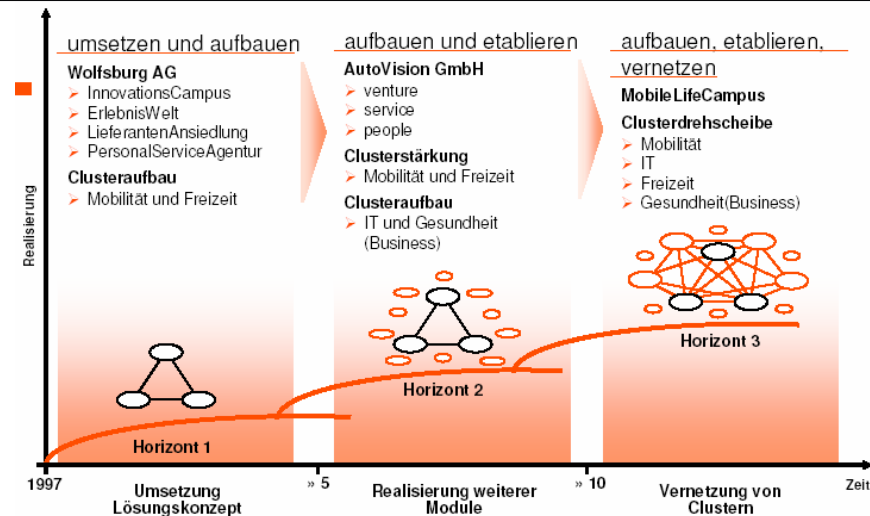 Realisierung
umsetzen und aufbauen
Wolfsburg AG
InnovationsCampus
ErlebnisWelt
LieferantenAnsiedlung
PersonalServiceAgentur
Clusteraufbau
Mobilität und Freizeit
Horizont 1
aufbauen und etablieren
AutoVision GmbH
venture
service
people
Clusterstärkung
Mobilität und Freizeit
Clusteraufbau
IT und Gesundheit
(Business)
Horizont 2
aufbauen, etablieren,
vernetzen
MobileLifeCampus
Clusterdrehscheibe
Mobilität
IT
Freizeit
Gesundheit(Business)
Horizont 3
1997
» 5
» 10
Zeit
Umsetzung
Lösungskonzept
Realisierung weiterer
Module
Vernetzung von
Clustern